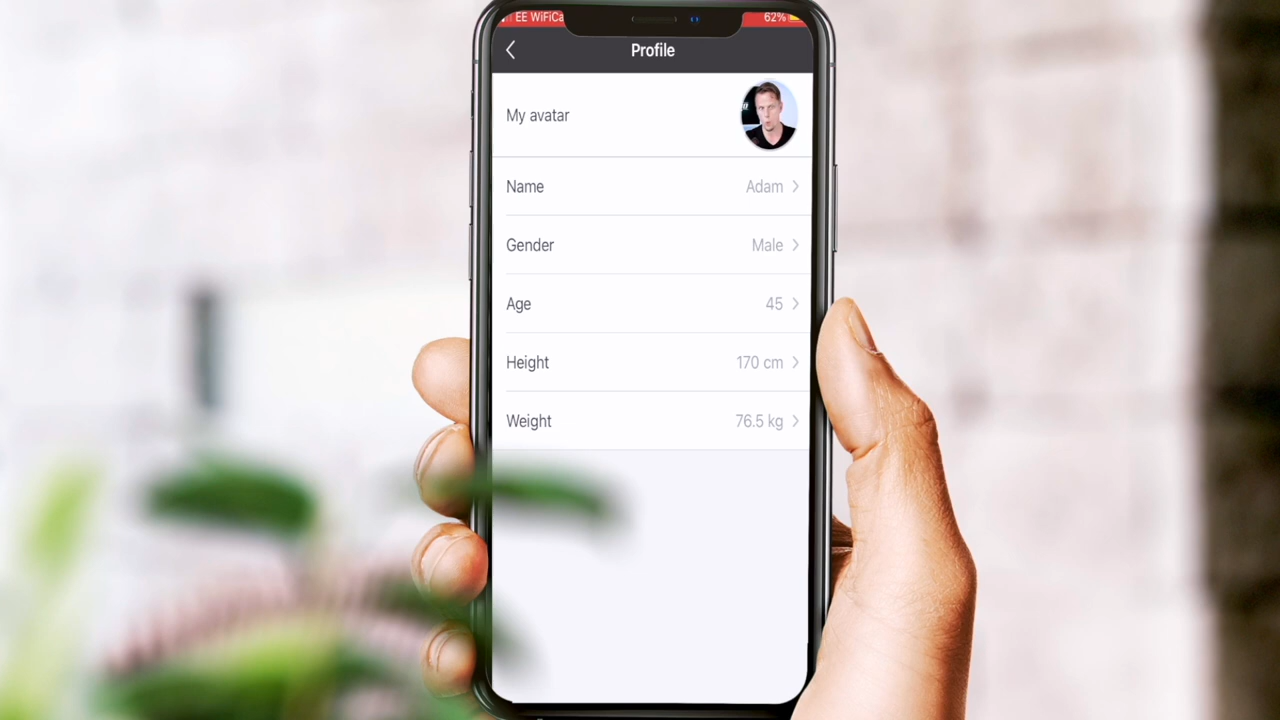 EE WiFiCa 62%
Profile
My avatar
Name Adam
Gender Male
Age 45
Height 170 cm
Weight 76.5 kg